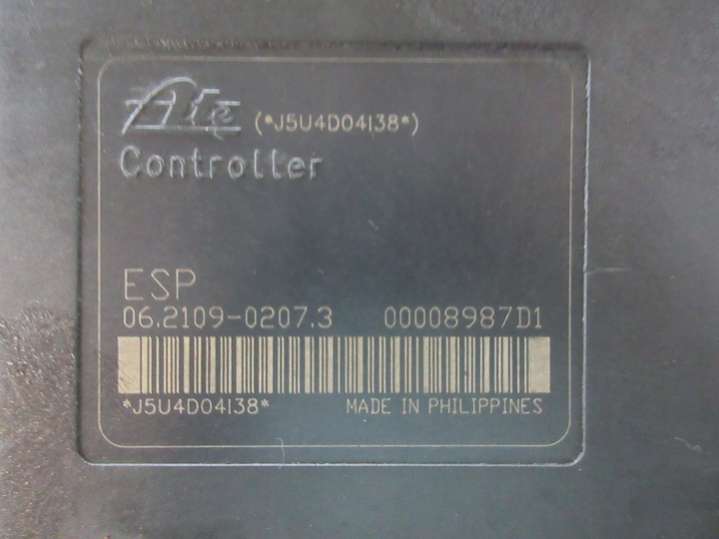 Ate (*J5U4D04138*)
Controller
ESP
06.2109-0207.3 00008987D1
*J5U4D04138* MADE IN PHILIPPINES